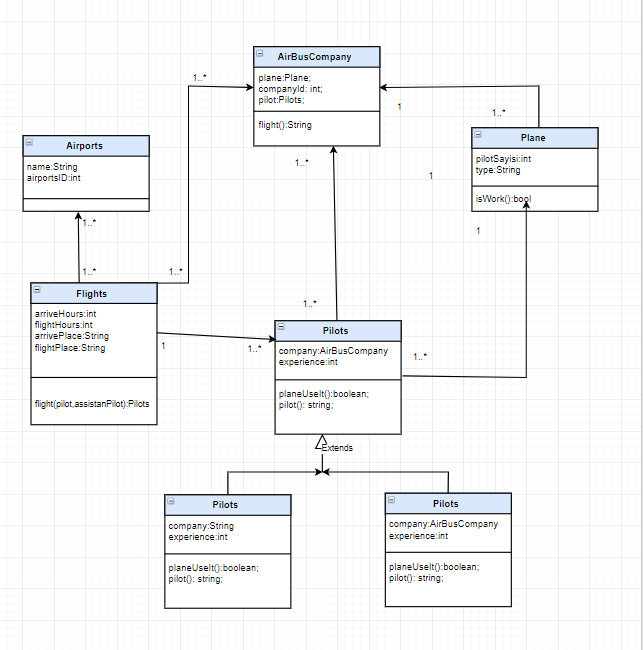 AirBusCompany
plane:Plane;
companyId: int;
pilot:Pilots;
flight():String
1..*
1
1..*
Plane
pilotSayisi:int
type:String
isWork():bool
Airports
name:String
airportsID:int
1..*
1
1..*
1
1..*
1..*
Flights
arriveHours:int
flightHours:int
arrivePlace:String
flightPlace:String
flight(pilot,assistanPilot):Pilots
1..*
1
1..*
Pilots
company:AirBusCompany
experience:int
planeUseIt():boolean;
pilot(): string;
1..*
Extends
Pilots
company:String
experience:int
planeUseIt():boolean;
pilot(): string;
Pilots
company:AirBusCompany
experience:int
planeUseIt():boolean;
pilot(): string;